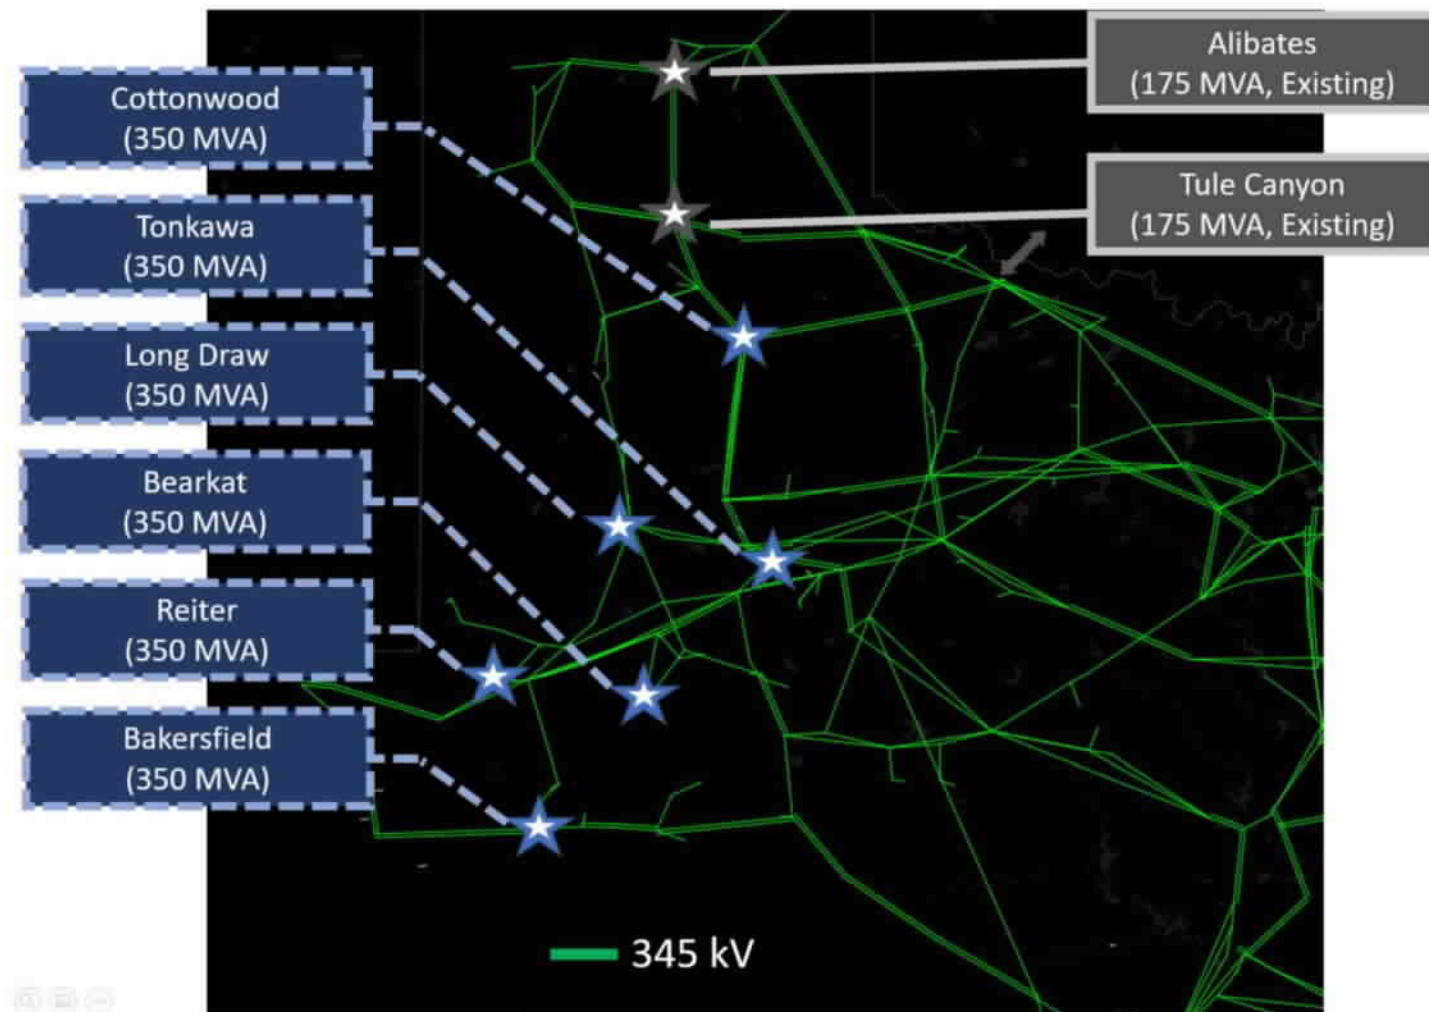 Cottonwood
(350 MVA)
Tonkawa
(350 MVA)
Long Draw
(350 MVA)
Bearkat
(350 MVA)
Reiter
(350 MVA)
Bakersfield
(350 MVA)
Alibates
(175 MVA, Existing)
Tule Canyon
(175 MVA, Existing)
345 kV